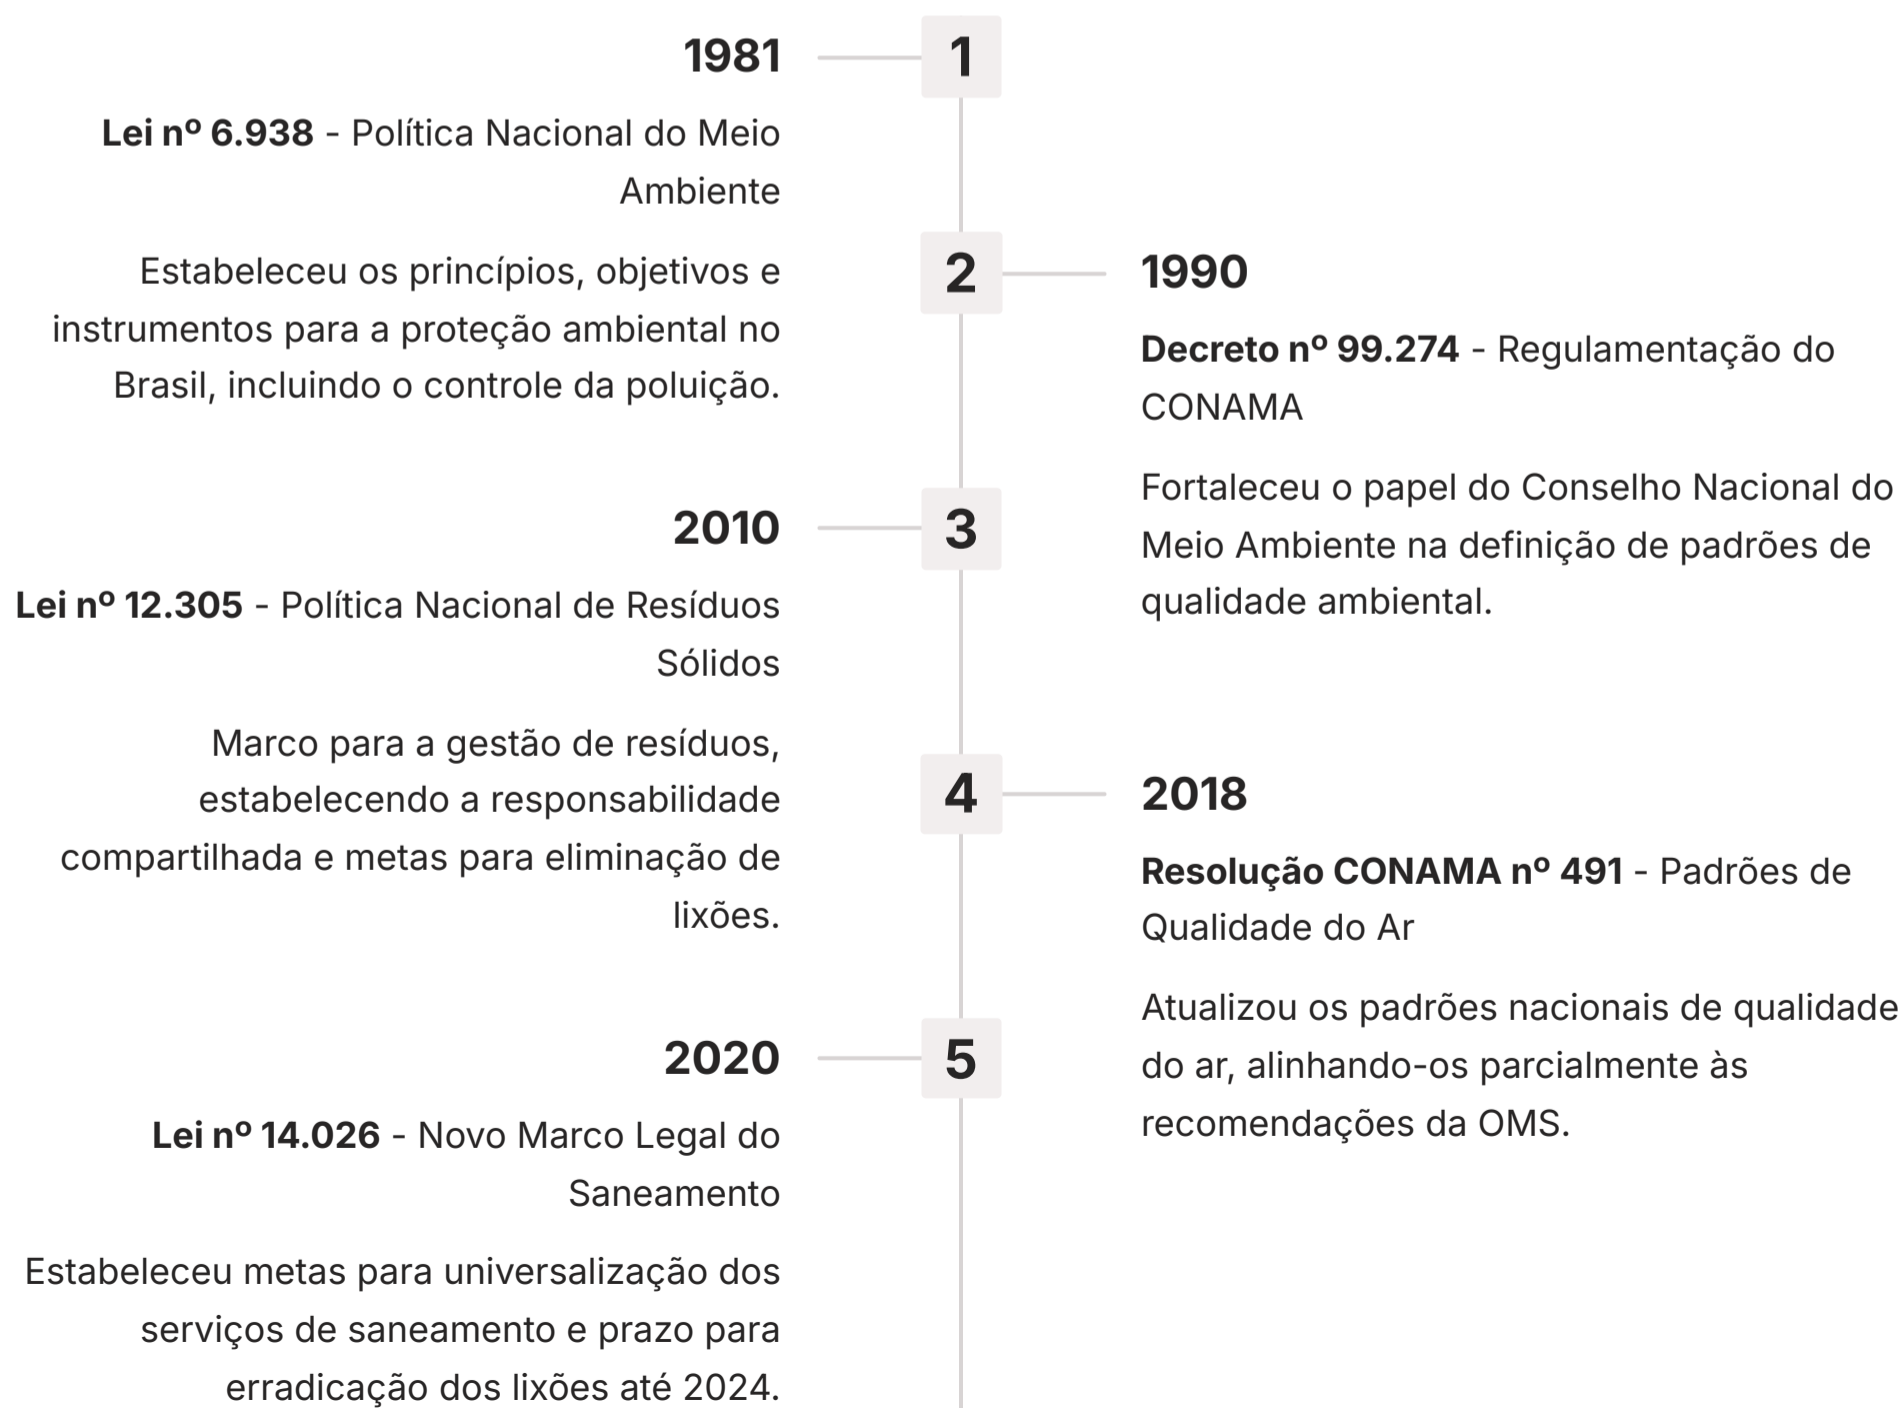 1981
1
Lei nº 6.938 - Política Nacional do Meio
Ambiente
Estabeleceu os princípios, objetivos e
instrumentos para a proteção ambiental no
Brasil, incluindo o controle da poluição.
2
1990
Decreto nº 99.274 - Regulamentação do
CONAMA
Fortaleceu o papel do Conselho Nacional do
Meio Ambiente na definição de padrões de
qualidade ambiental.
2010
3
Lei nº 12.305 - Política Nacional de Resíduos
Sólidos
Marco para a gestão de resíduos,
estabelecendo a responsabilidade
compartilhada e metas para eliminação de
lixões.
4
2018
Resolução CONAMA nº 491 - Padrões de
Qualidade do Ar
Atualizou os padrões nacionais de qualidade
do ar, alinhando-os parcialmente às
recomendações da OMS.
2020
5
Lei nº 14.026 - Novo Marco Legal do
Saneamento
Estabeleceu metas para universalização dos
serviços de saneamento e prazo para
erradicação dos lixões até 2024.